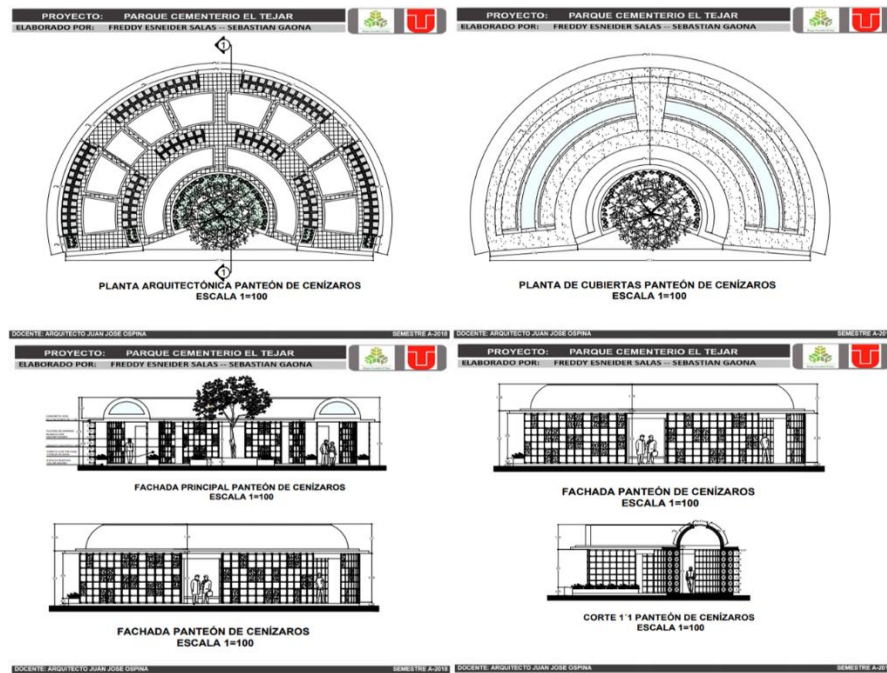 PROYECTO: PARQUE CEMENTERIO EL TEJAR
ELABORADO POR: FREDDY ESNEIDER SALAS -- SEBASTIAN GAONA
1
1
PLANTA ARQUITECTÓNICA PANTEÓN DE CENÍZAROS
ESCALA 1=100
DOCENTE: ARQUITECTO JUAN JOSE OSPINA SEMESTRE A-2018
PROYECTO: PARQUE CEMENTERIO EL TEJAR
ELABORADO POR: FREDDY ESNEIDER SALAS -- SEBASTIAN GAONA
PLANTA DE CUBIERTAS PANTEÓN DE CENÍZAROS
ESCALA 1=100
DOCENTE: ARQUITECTO JUAN JOSE OSPINA SEMESTRE A-201
PROYECTO: PARQUE CEMENTERIO EL TEJAR
ELABORADO POR: FREDDY ESNEIDER SALAS -- SEBASTIAN GAONA
FACHADA PRINCIPAL PANTEÓN DE CENÍZAROS
ESCALA 1=100
FACHADA PANTEÓN DE CENÍZAROS
ESCALA 1=100
DOCENTE: ARQUITECTO JUAN JOSE OSPINA SEMESTRE A-2018
PROYECTO: PARQUE CEMENTERIO EL TEJAR
ELABORADO POR: FREDDY ESNEIDER SALAS -- SEBASTIAN GAONA
FACHADA PANTEÓN DE CENÍZAROS
ESCALA 1=100
CORTE 1´1 PANTEÓN DE CENÍZAROS
ESCALA 1=100
DOCENTE: ARQUITECTO JUAN JOSE OSPINA SEMESTRE A-201